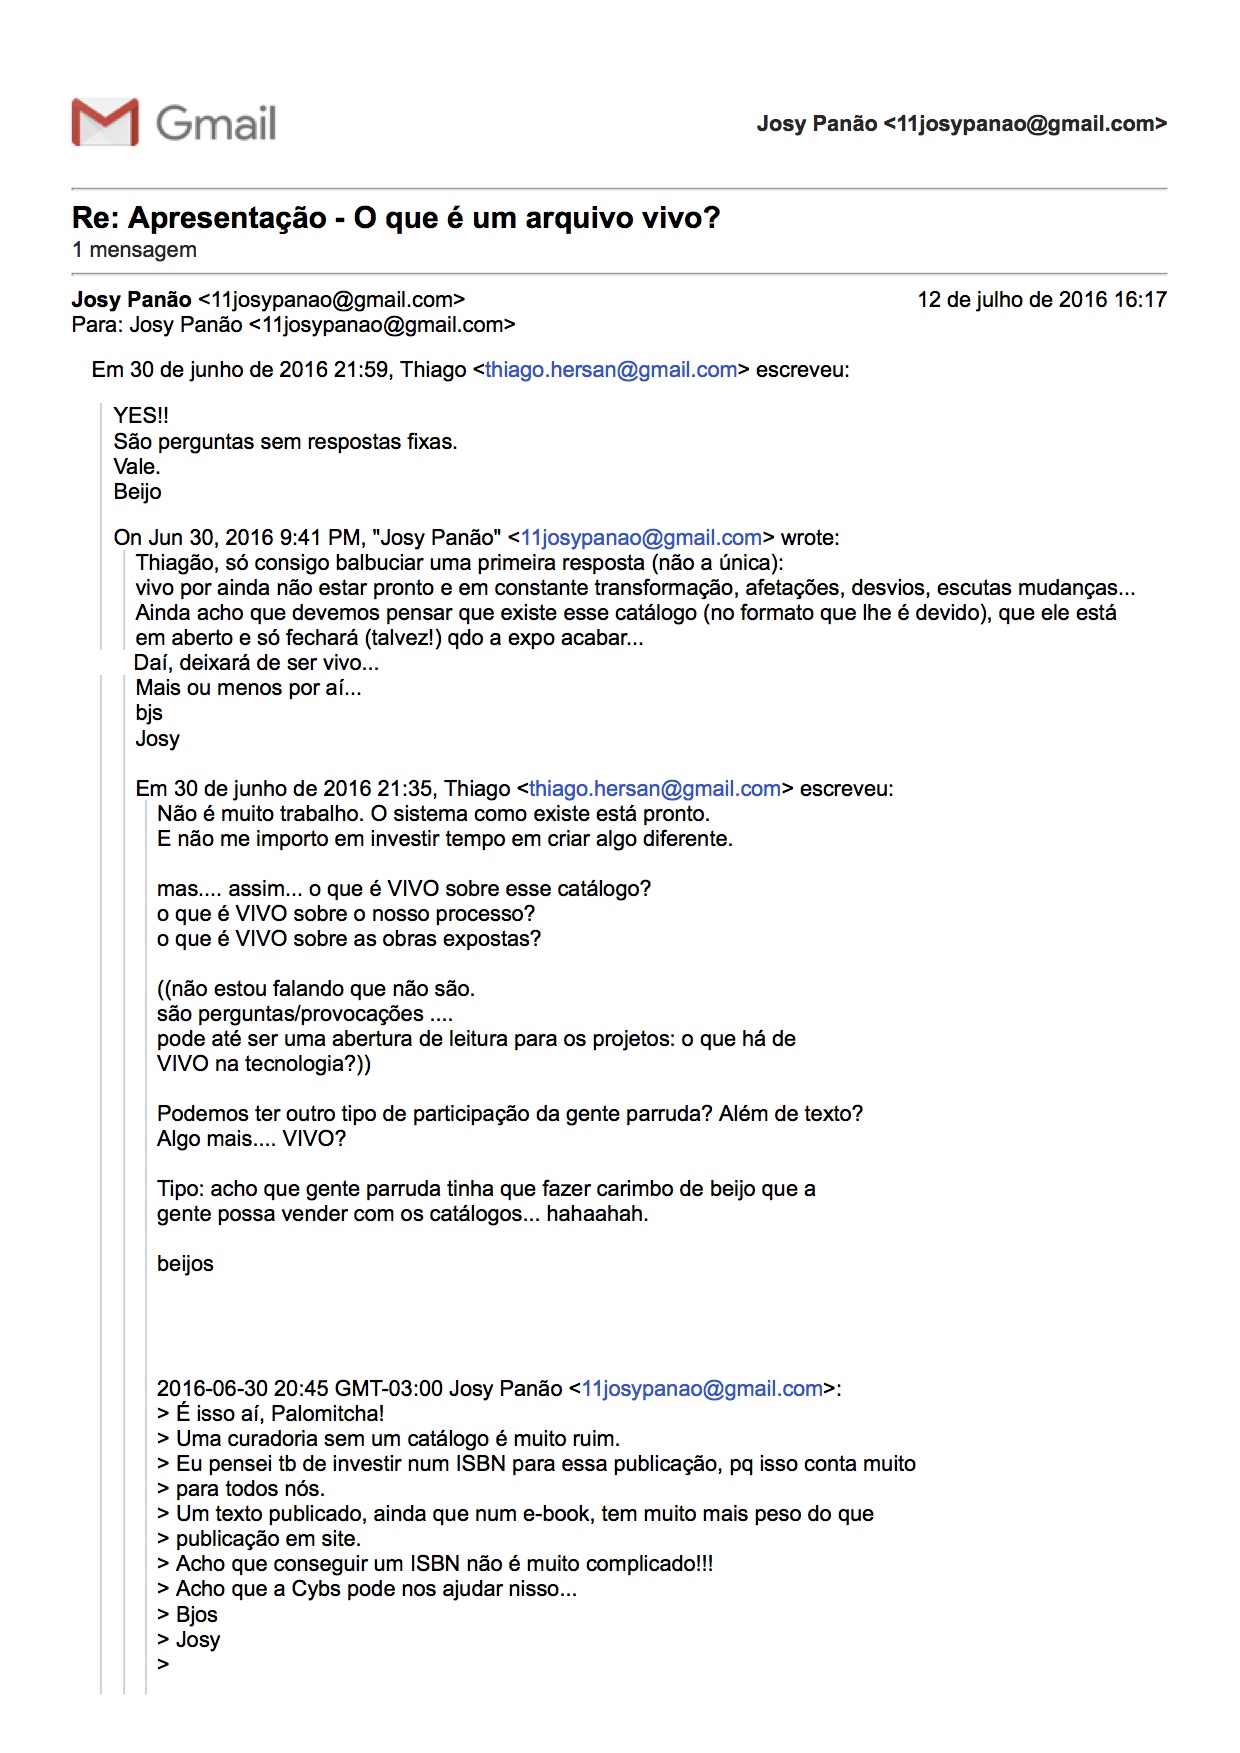 Gmail
Josy Panão <11josypanao@gmail.com>
Re: Apresentação - O que é um arquivo vivo?
1 mensagem
Josy Panão <11josypanao@gmail.com>
12 de julho de 2016 16:17
Para: Josy Panão <11josypanao@gmail.com>
Em 30 de junho de 2016 21:59, Thiago <thiago.hersan@gmail.com> escreveu:
YES!!
São perguntas sem respostas fixas.
Vale.
Beijo
On Jun 30, 2016 9:41 PM, "Josy Panão" <11josypanao@gmail.com> wrote:
Thiagão, só consigo balbuciar uma primeira resposta (não a única):
vivo por ainda não estar pronto e em constante transformação, afetações, desvios, escutas mudanças...
Ainda acho que devemos pensar que existe esse catálogo (no formato que lhe é devido), que ele está
em aberto e só fechará (talvez!) qdo a expo acabar...
Daí, deixará de ser vivo...
Mais ou menos por aí...
bjs
Josy
Em 30 de junho de 2016 21:35, Thiago <thiago.hersan@gmail.com> escreveu:
Não é muito trabalho. O sistema como existe está pronto.
E não me importo em investir tempo em criar algo diferente.
mas.... assim... o que é VIVO sobre esse catálogo?
o que é VIVO sobre o nosso processo?
o que é VIVO sobre as obras expostas?
((não estou falando que não são.
são perguntas/provocações ....
pode até ser uma abertura de leitura para os projetos: o que há de
VIVO na tecnologia?))
Podemos ter outro tipo de participação da gente parruda? Além de texto?
Algo mais.... VIVO?
Tipo: acho que gente parruda tinha que fazer carimbo de beijo que a
gente possa vender com os catálogos... hahaahah.
beijos
2016-06-30 20:45 GMT-03:00 Josy Panão <11josypanao@gmail.com>:
> É isso aí, Palomitcha!
> Uma curadoria sem um catálogo é muito ruim.
> Eu pensei tb de investir num ISBN para essa publicação, pq isso conta muito
> para todos nós.
> Um texto publicado, ainda que num e-book, tem muito mais peso do que
> publicação em site.
> Acho que conseguir um ISBN não é muito complicado!!!
> Acho que a Cybs pode nos ajudar nisso...
> Bjos
> Josy
>